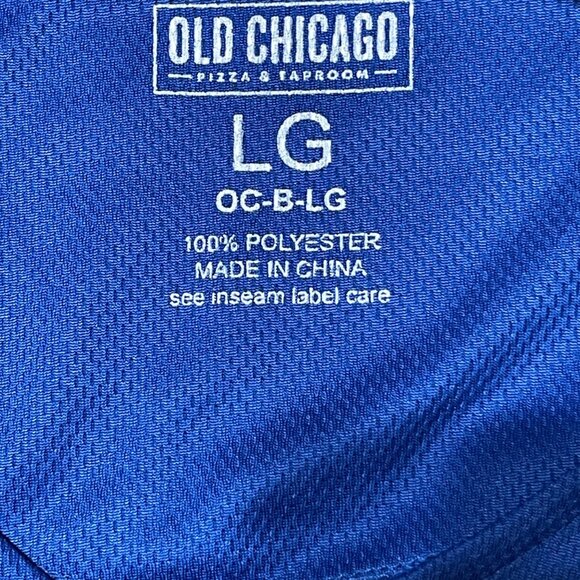 OLD CHICAGO
PIZZA & TAPROOM
LG
OC-B-LG
100% POLYESTER
MADE IN CHINA
see inseam label care